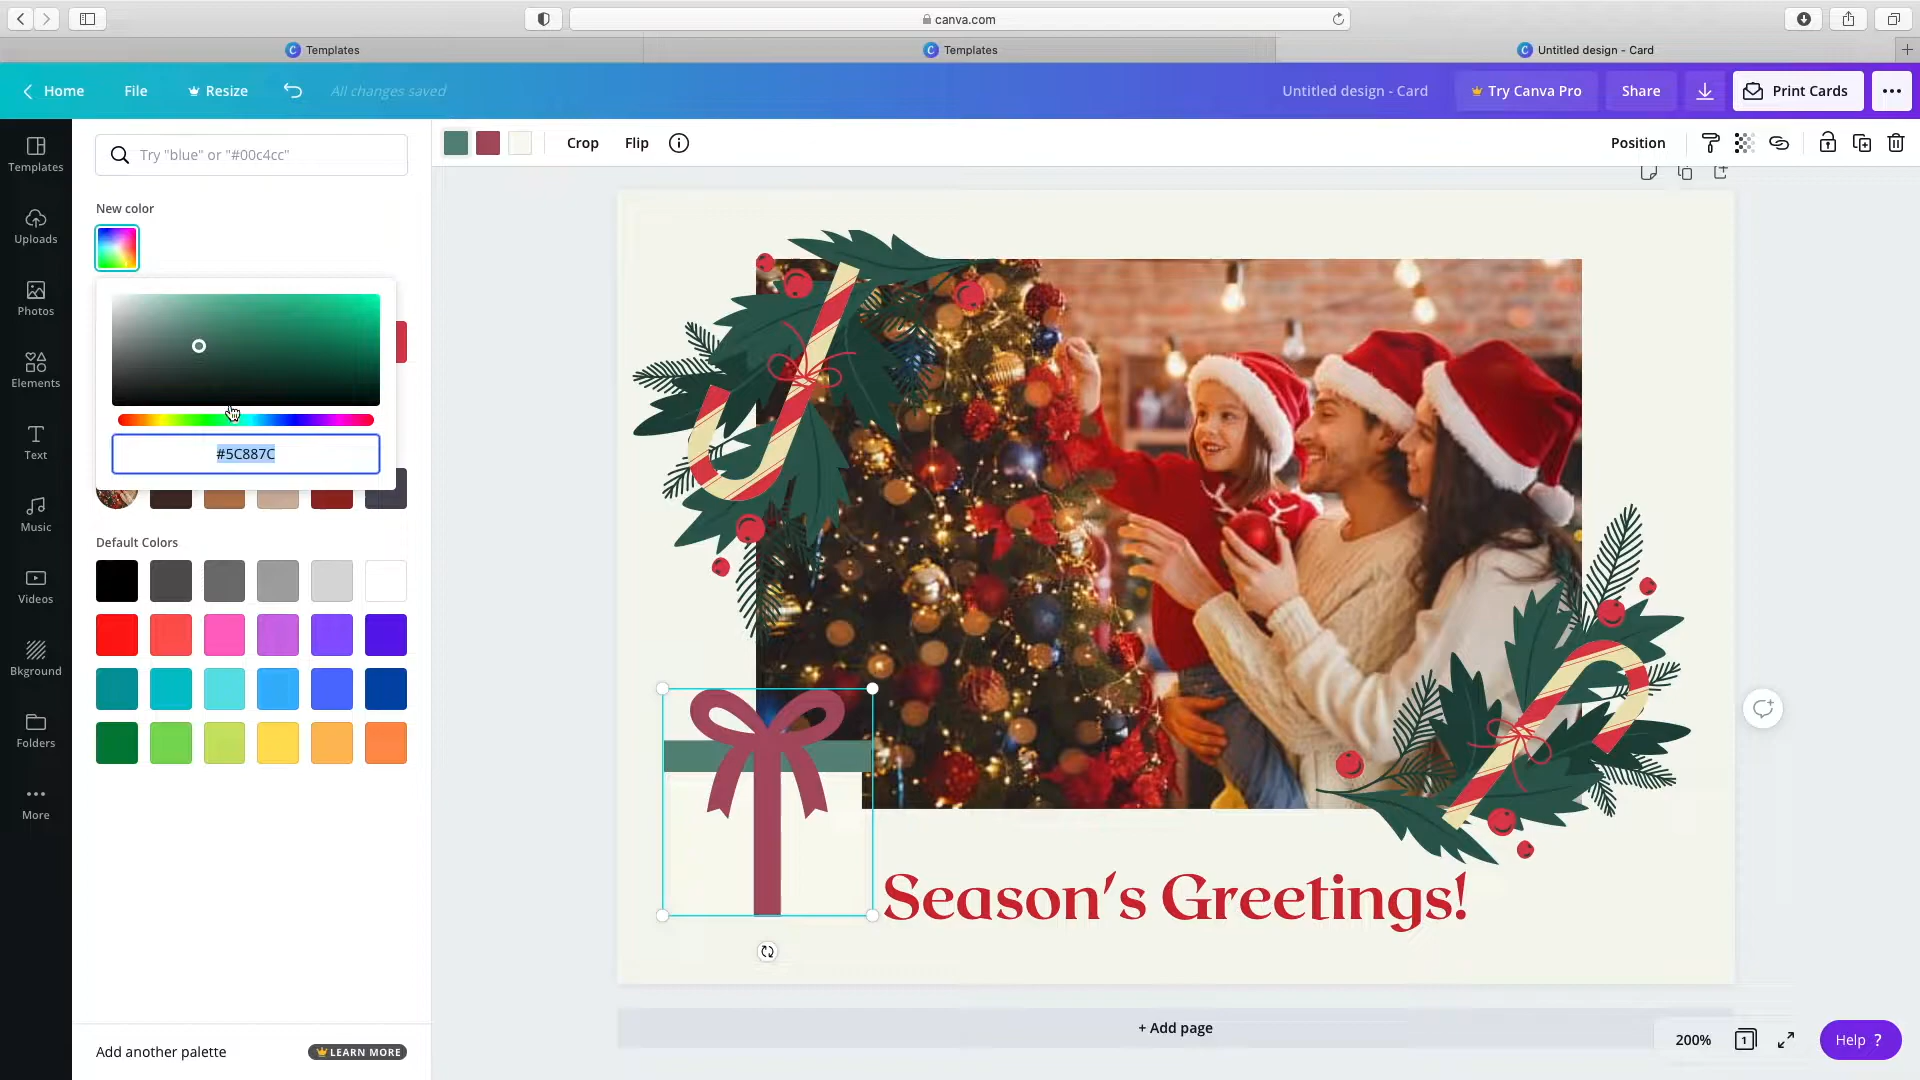 canva.com
Templates
Templates
Untitled design - Card
Home
File
Resize
All changes saved
Untitled design - Card
Try Canva Pro
Share
Print Cards
Templates
Uploads
Photos
Elements
Text
Music
Videos
Bkground
Folders
More
Try "blue" or "#00c4cc"
New color
#5C887C
Default Colors
Add another palette
LEARN MORE
Crop
Flip
Position
Season's Greetings!
+ Add page
200%
1
Help ?